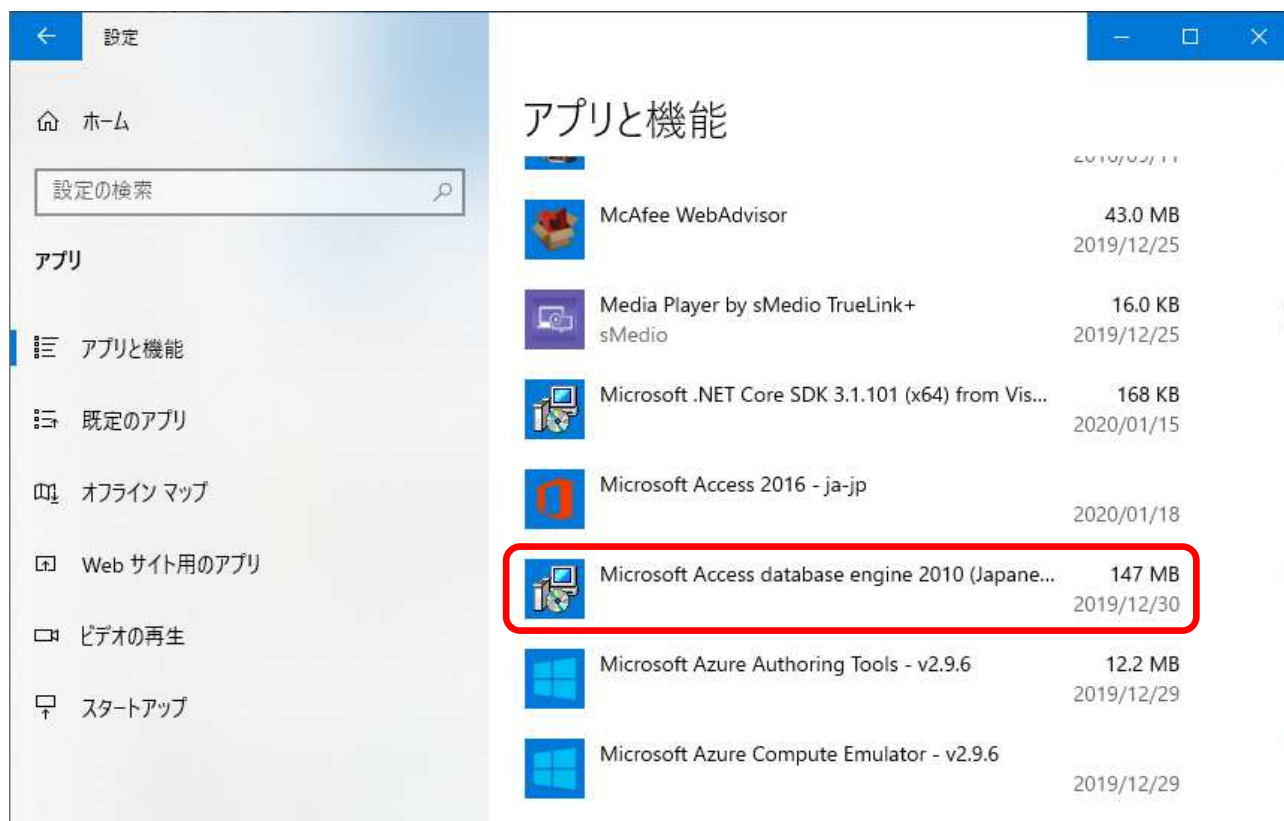 設定
ホーム
設定の検索
アプリ
アプリと機能
既定のアプリ
オフライン マップ
Web サイト用のアプリ
ビデオの再生
スタートアップ
アプリと機能
McAfee WebAdvisor 43.0 MB
2019/12/25
Media Player by sMedio TrueLink+ 16.0 KB
sMedio 2019/12/25
Microsoft .NET Core SDK 3.1.101 (x64) from Vis... 168 KB
2020/01/15
Microsoft Access 2016 - ja-jp
2020/01/18
Microsoft Access database engine 2010 (Japane... 147 MB
2019/12/30
Microsoft Azure Authoring Tools - v2.9.6 12.2 MB
2019/12/29
Microsoft Azure Compute Emulator - v2.9.6
2019/12/29